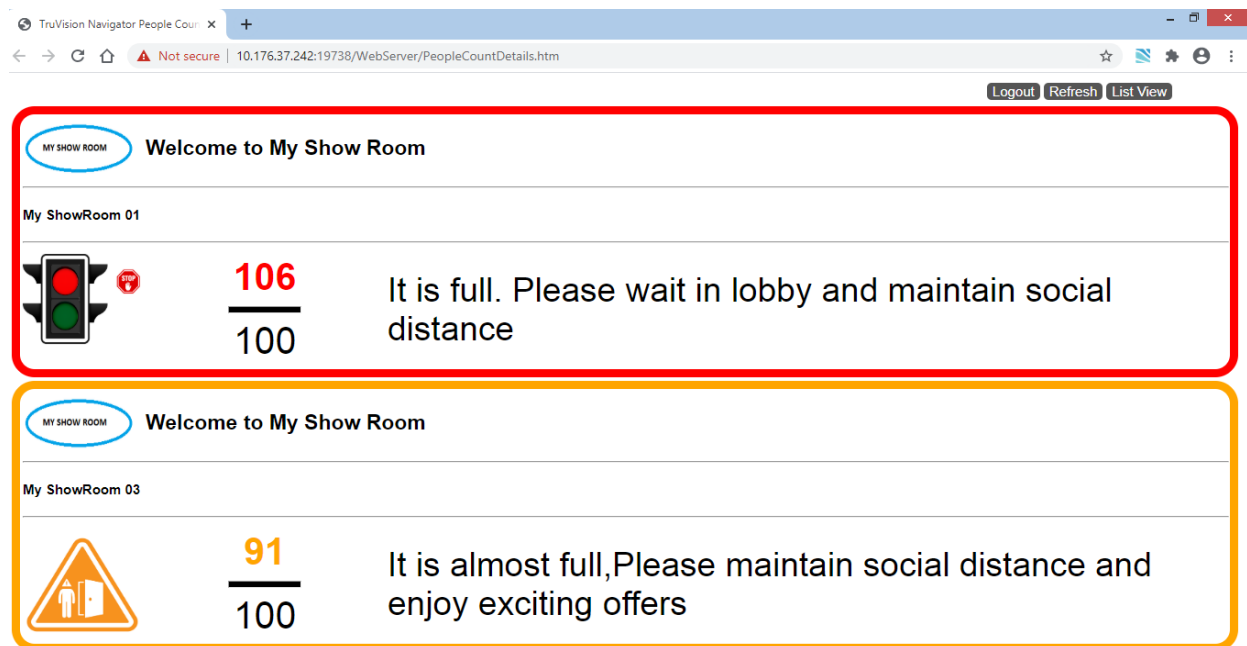 TruVision Navigator People Coun
Not secure | 10.176.37.242:19738/WebServer/PeopleCountDetails.htm
Logout Refresh List View
MY SHOW ROOM
Welcome to My Show Room
My ShowRoom 01
STOP
106
100
It is full. Please wait in lobby and maintain social
distance
MY SHOW ROOM
Welcome to My Show Room
My ShowRoom 03
91
100
It is almost full,Please maintain social distance and
enjoy exciting offers